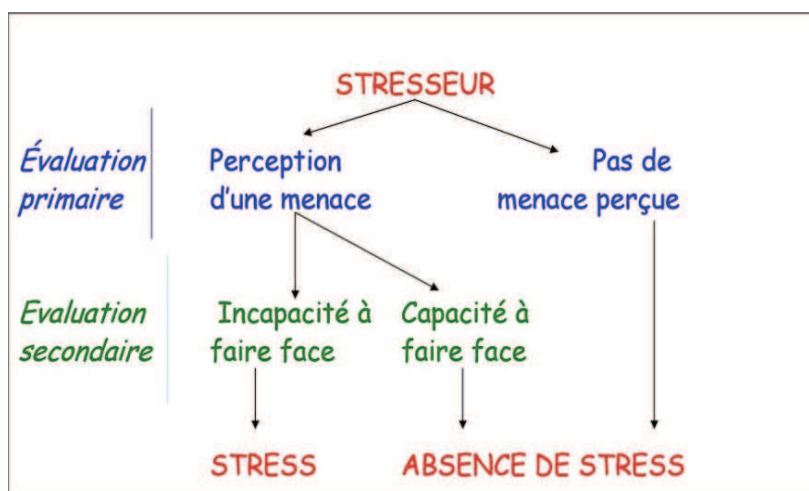 STRESSEUR
Évaluation
primaire
Perception
d'une menace
Pas de
menace perçue
Evaluation
secondaire
Incapacité à
faire face
Capacité à
faire face
STRESS
ABSENCE DE STRESS